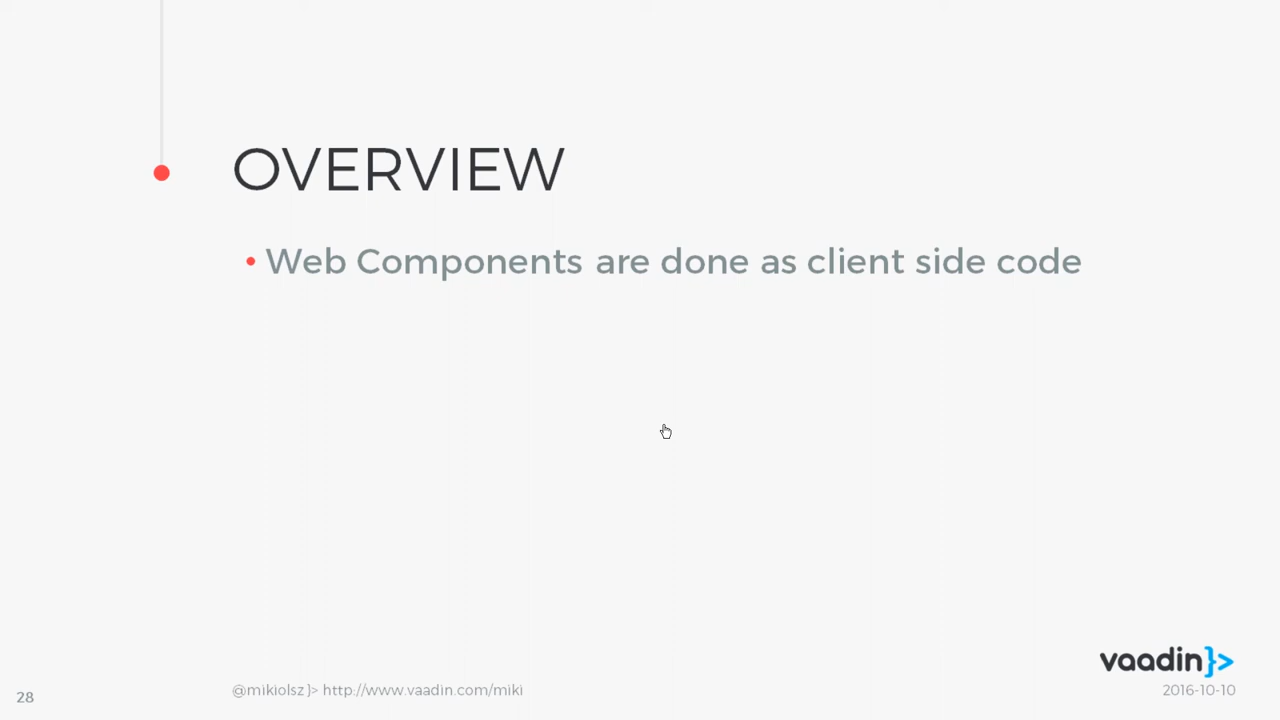 OVERVIEW
• Web Components are done as client side code
vaadin}>
28
@mikiolsz }> http://www.vaadin.com/miki
2016-10-10